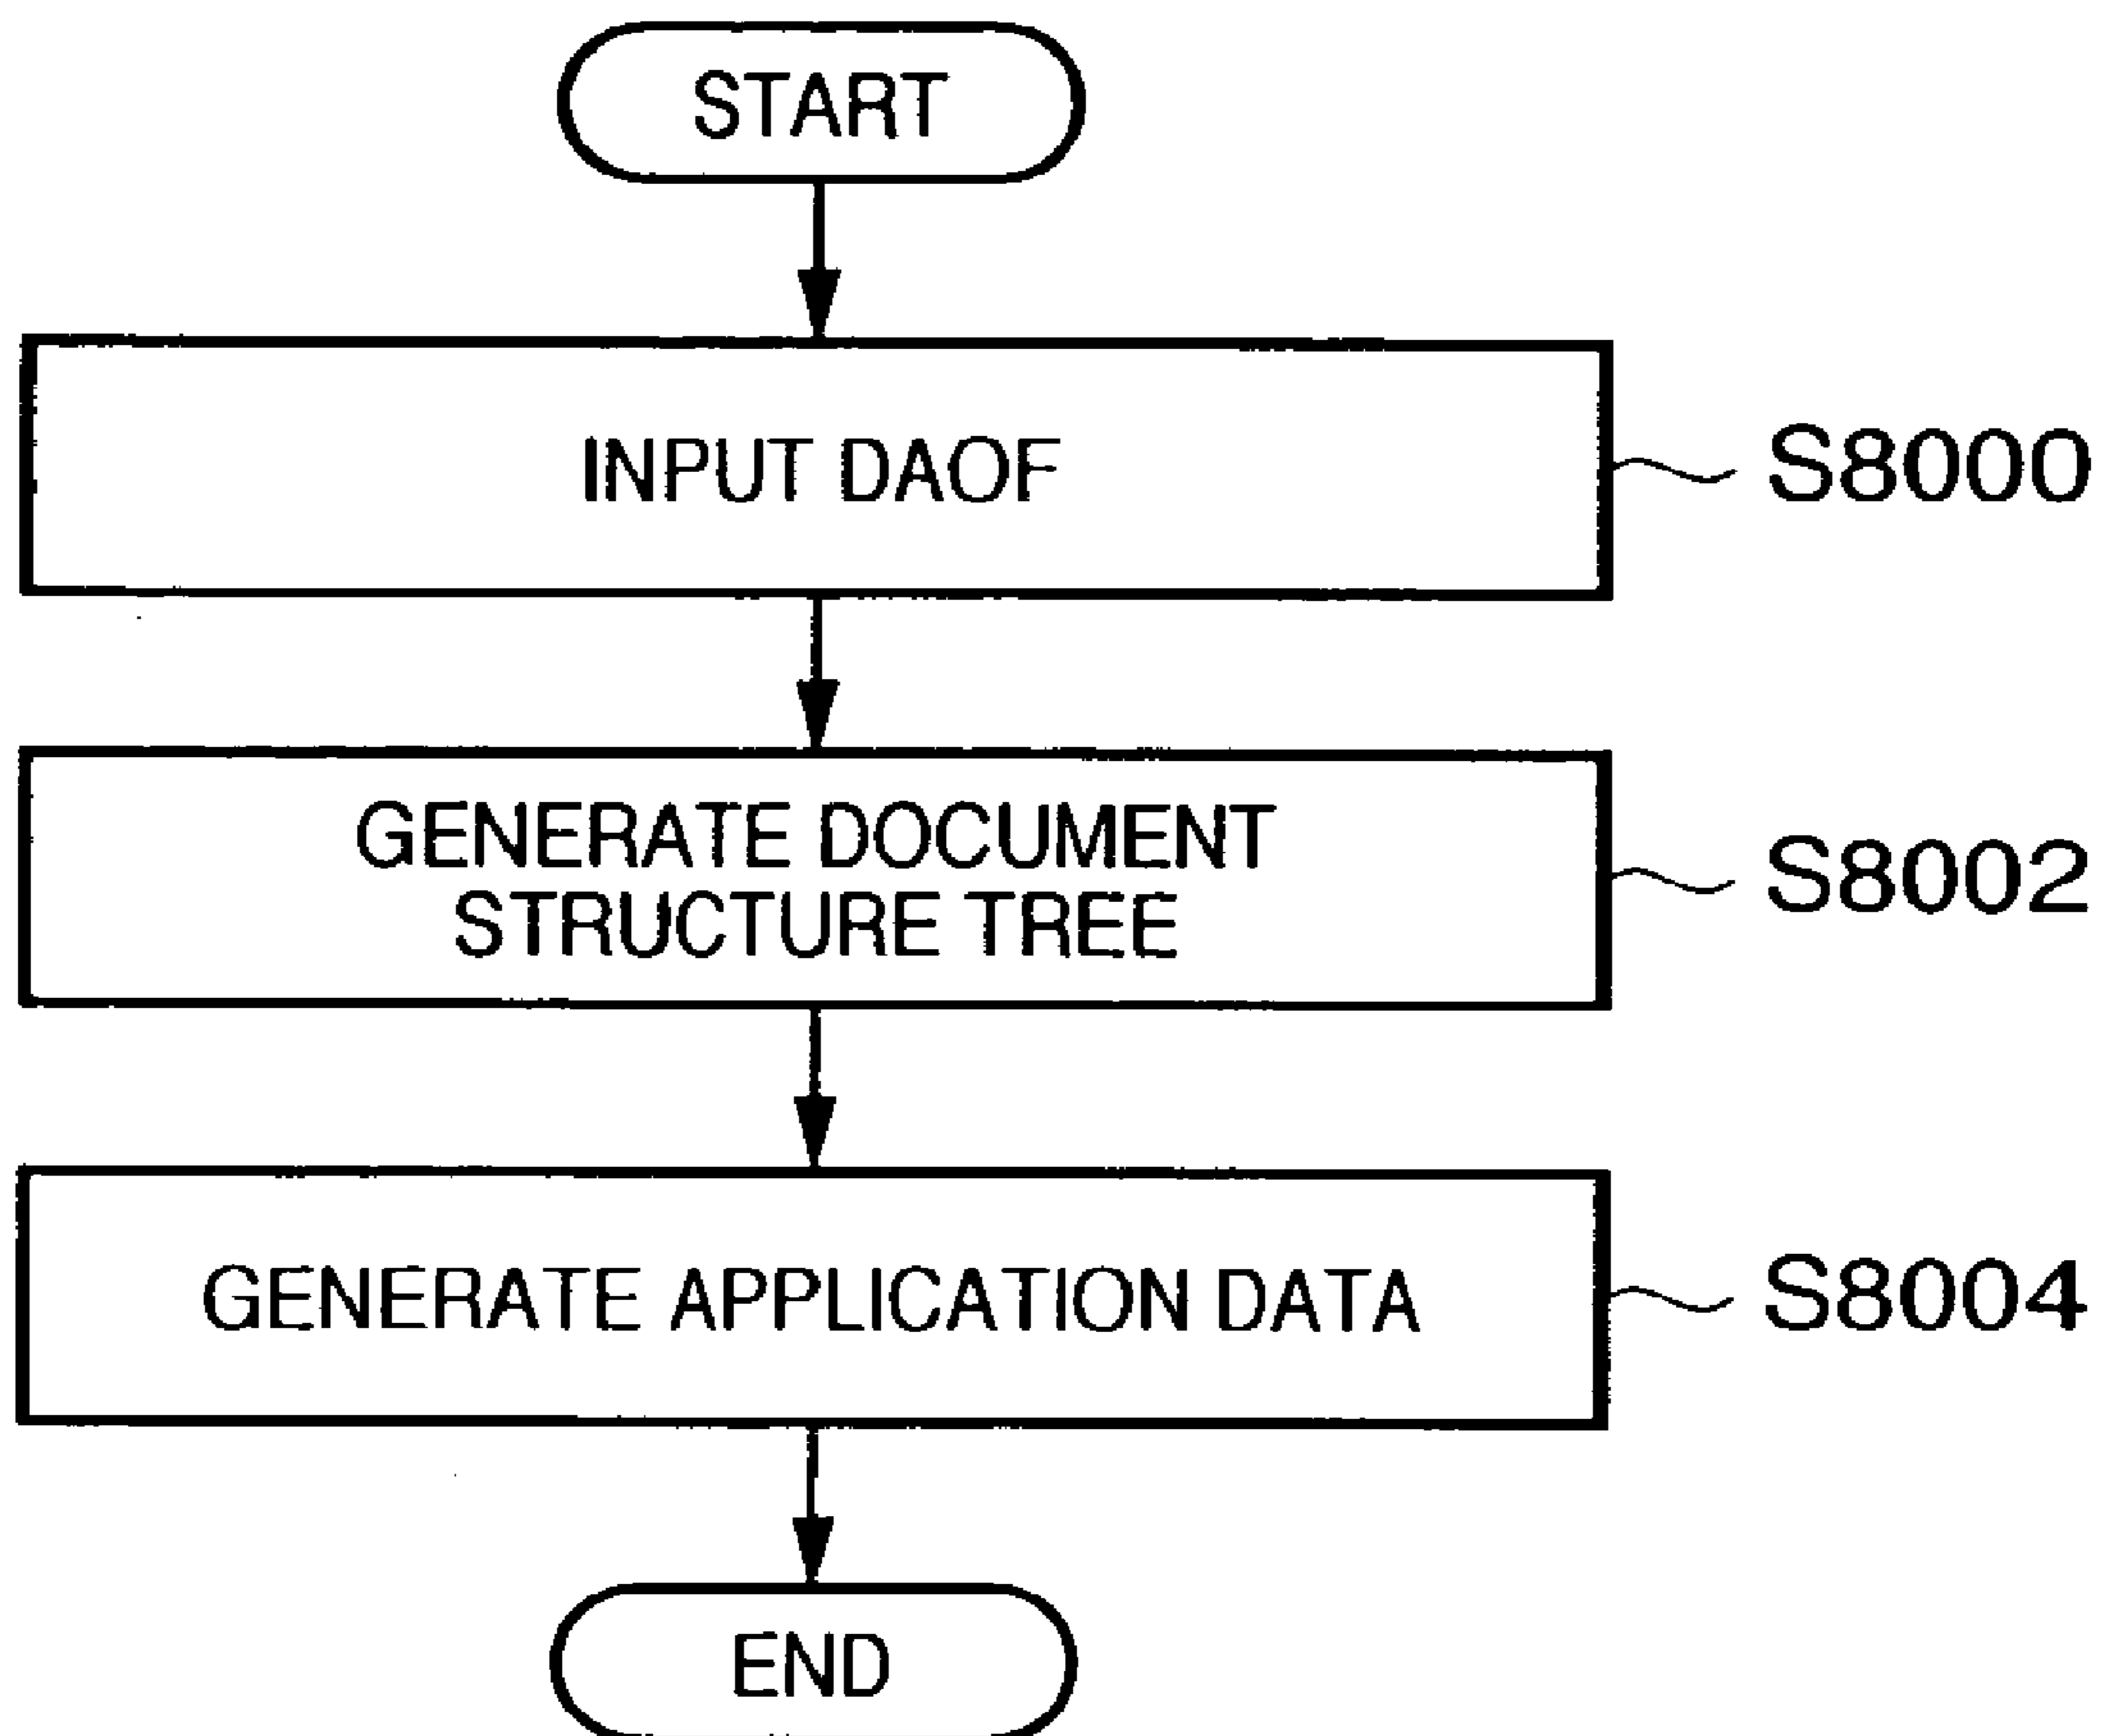 START
INPUT DAOF
S8000
GENERATE DOCUMENT
STRUCTURE TREE
S8002
GENERATE APPLICATION DATA
S8004
END